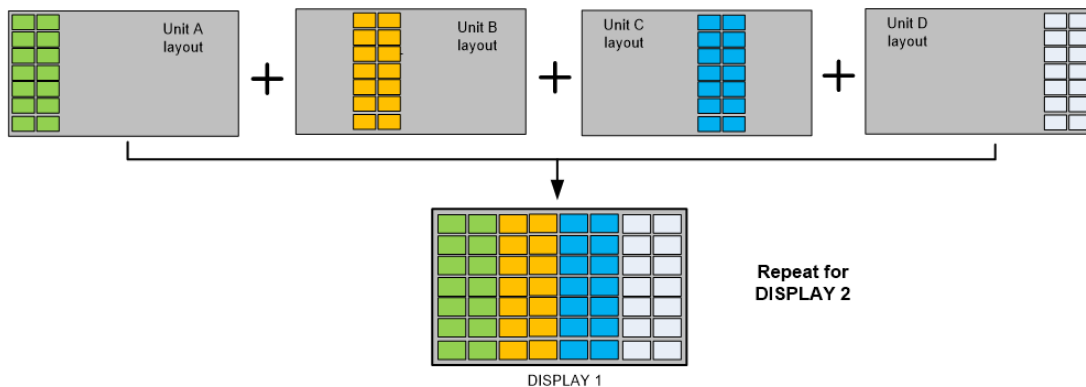 Unit A
layout
Unit B
layout
Unit C
layout
Unit D
layout
Repeat for
DISPLAY 2
DISPLAY 1